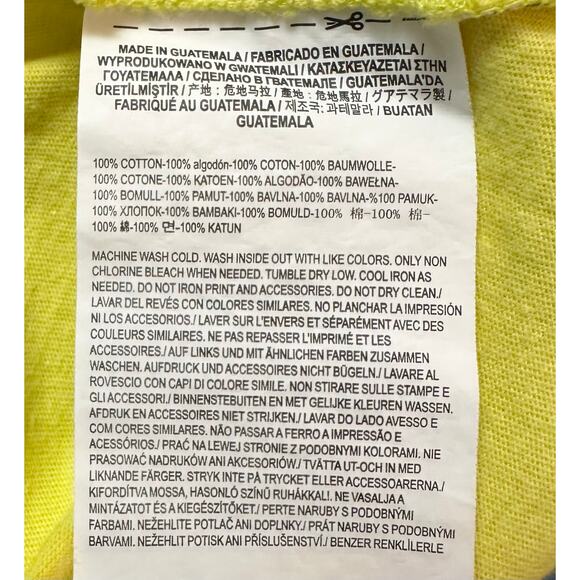 MADE IN GUATEMALA / FABRICADO EN GUATEMALA /
WYPRODUKOWANO W GWATEMALI / ΚΑΤΑΣΚΕΥΑΖΕΤΑΙ ΣΤΗΝ
ΓΟΥΑΤΕΜΑΛΑ / СДЕЛАНО В ГВАТЕМАЛЕ / GUATEMALA'DA
ÜRETİLMİŞTİR / 产地: 危地马拉 / 產地: 危地馬拉 / グアテマラ製 /
FABRIQUÉ AU GUATEMALA / 제조국: 과테말라 / BUATAN
GUATEMALA
100% COTTON-100% algodón-100% COTON-100% BAUMWOLLE-
100% COTONE-100% KATOEN-100% ALGODÃO-100% BAWEŁNA-
100% BOMULL-100% PAMUT-100% BAVLNA-100% BAVLNA-%100 PAMUK-
100% ХЛОПОК-100% ΒΑΜΒΑΚΙ-100% BOMULD-100% 棉-100% 棉-
100% 綿-100% 면-100% KATUN
MACHINE WASH COLD. WASH INSIDE OUT WITH LIKE COLORS. ONLY NON
CHLORINE BLEACH WHEN NEEDED. TUMBLE DRY LOW. COOL IRON AS
NEEDED. DO NOT IRON PRINT AND ACCESSORIES. DO NOT DRY CLEAN./
LAVAR DEL REVÉS CON COLORES SIMILARES. NO PLANCHAR LA IMPRESIÓN
NI LOS ACCESORIOS./ LAVER SUR L'ENVERS ET SÉPARÉMENT AVEC DES
COULEURS SIMILAIRES. NE PAS REPASSER L'IMPRIMÉ ET LES
ACCESSOIRES./ AUF LINKS UND MIT ÄHNLICHEN FARBEN ZUSAMMEN
WASCHEN. AUFDRUCK UND ACCESSOIRES NICHT BÜGELN./ LAVARE AL
ROVESCIO CON CAPI DI COLORE SIMILE. NON STIRARE SULLE STAMPE E
GLI ACCESSORI./ BINNENSTEBUITEN EN MET GELIJKE KLEUREN WASSEN.
AFDRUK EN ACCESSOIRES NIET STRIJKEN./ LAVAR DO LADO AVESSO E
COM CORES SIMILARES. NÃO PASSAR A FERRO A IMPRESSÃO E
ACESSÓRIOS./ PRAĆ NA LEWEJ STRONIE Z PODOBNYMI KOLORAMI. NIE
PRASOWAĆ NADRUKÓW ANI AKCESORIÓW./ TVÄTTA UT-OCH IN MED
LIKNANDE FÄRGER. STRYK INTE PÅ TRYCKET ELLER ACCESSOARERNA./
KIFORDÍTVA MOSSA, HASONLÓ SZÍNŰ RUHÁKKAL!. NE VASALJA A
MINTÁZATOT ÉS A KIEGÉSZÍTŐKET./ PERTE NARUBY S PODOBNÝMI
FARBAMI. NEŽEHLITE POTLAČ ANI DOPLNKY./ PRÁT NARUBY S PODOBNÝMI
BARVAMI. NEŽEHLIT POTISK ANI PŘÍSLUŠENSTVÍ./ BENZER RENKLİLERLE